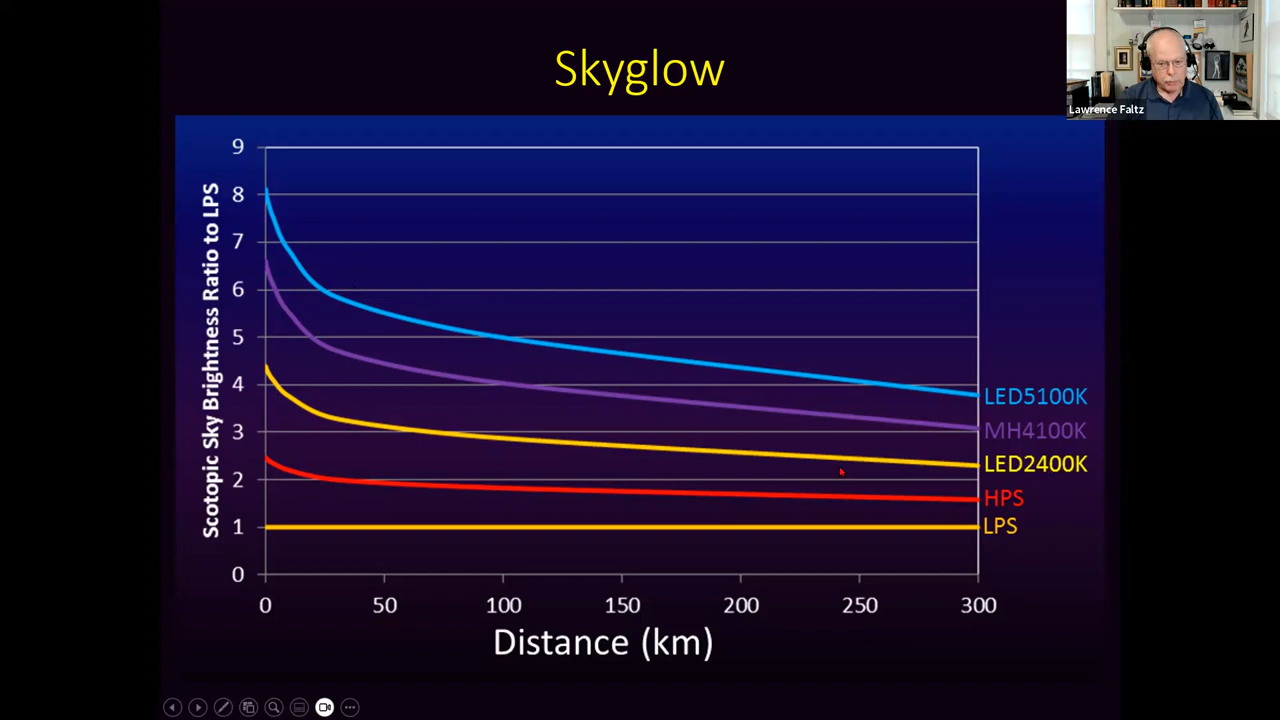 Skyglow
Lawrence Faltz
Scotopic Sky Brightness Ratio to LPS
9
8
7
6
5
4
3
2
1
0
LED5100K
MH4100K
LED2400K
HPS
LPS
0 50 100 150 200 250 300
Distance (km)